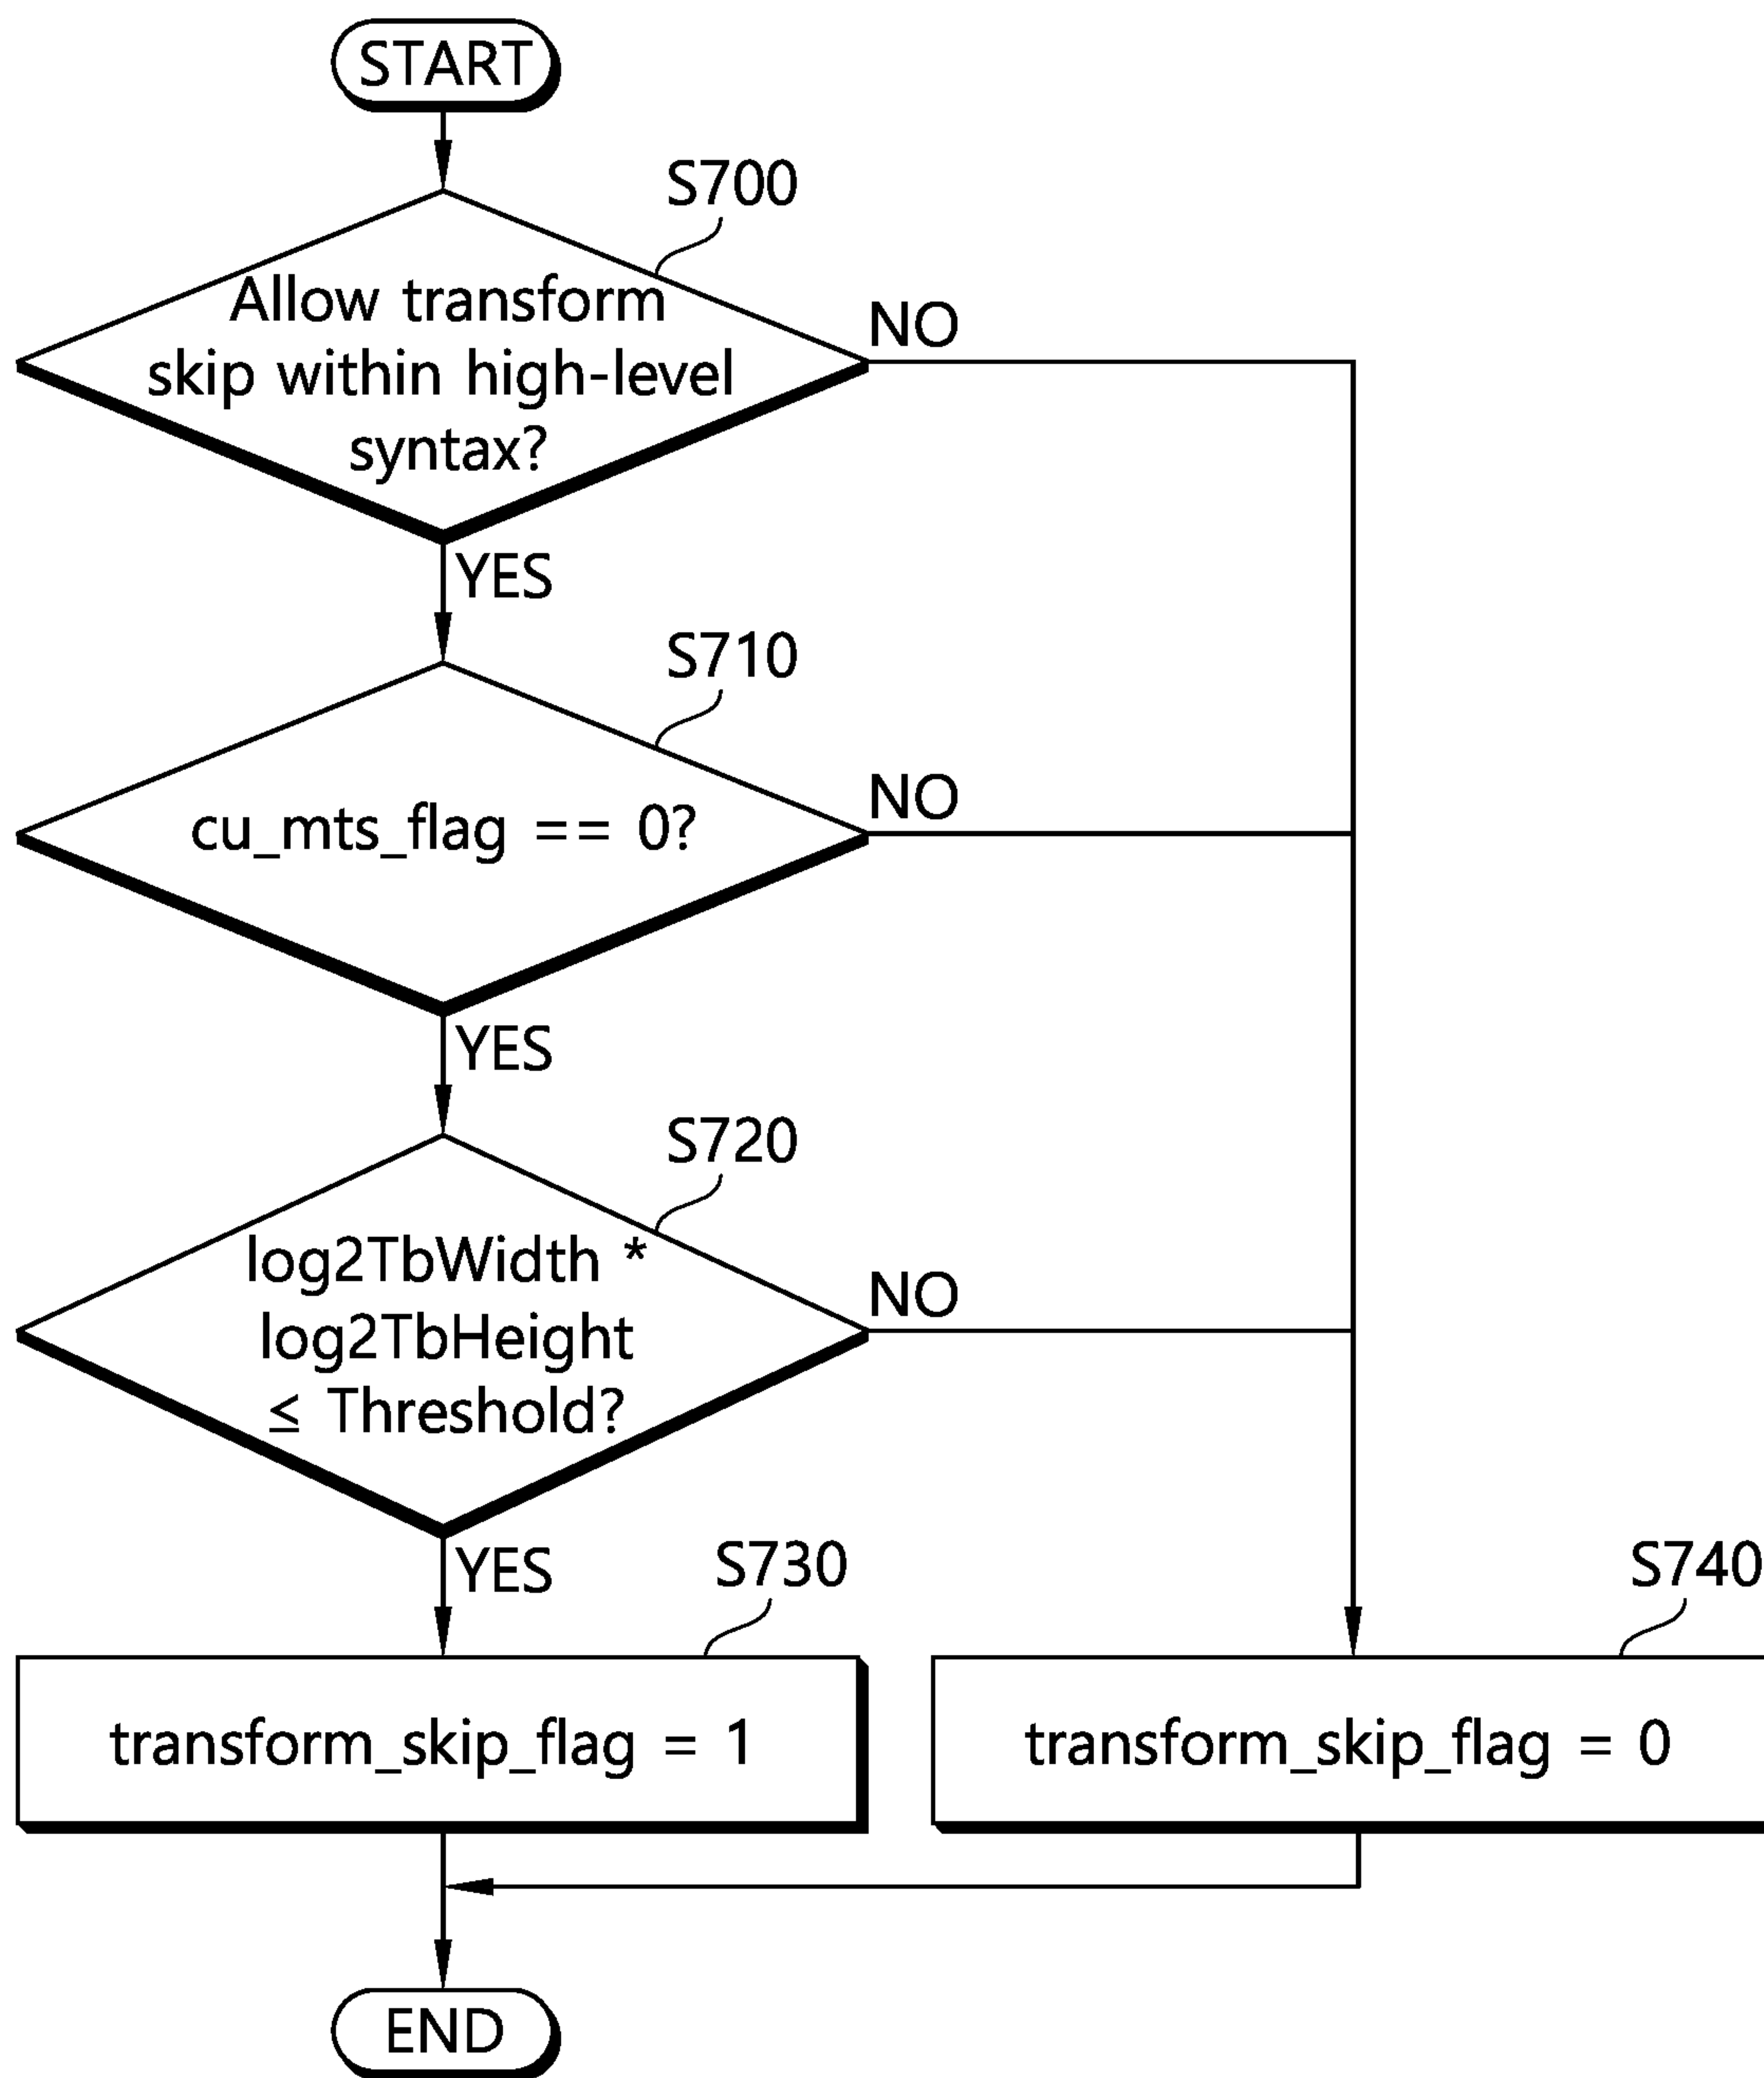 START
S700
Allow transform
skip within high-level
syntax?
NO
YES
S710
cu_mts_flag == 0?
NO
YES
S720
log2TbWidth *
log2TbHeight
≤ Threshold?
NO
YES
S730
S740
transform_skip_flag = 1
transform_skip_flag = 0
END